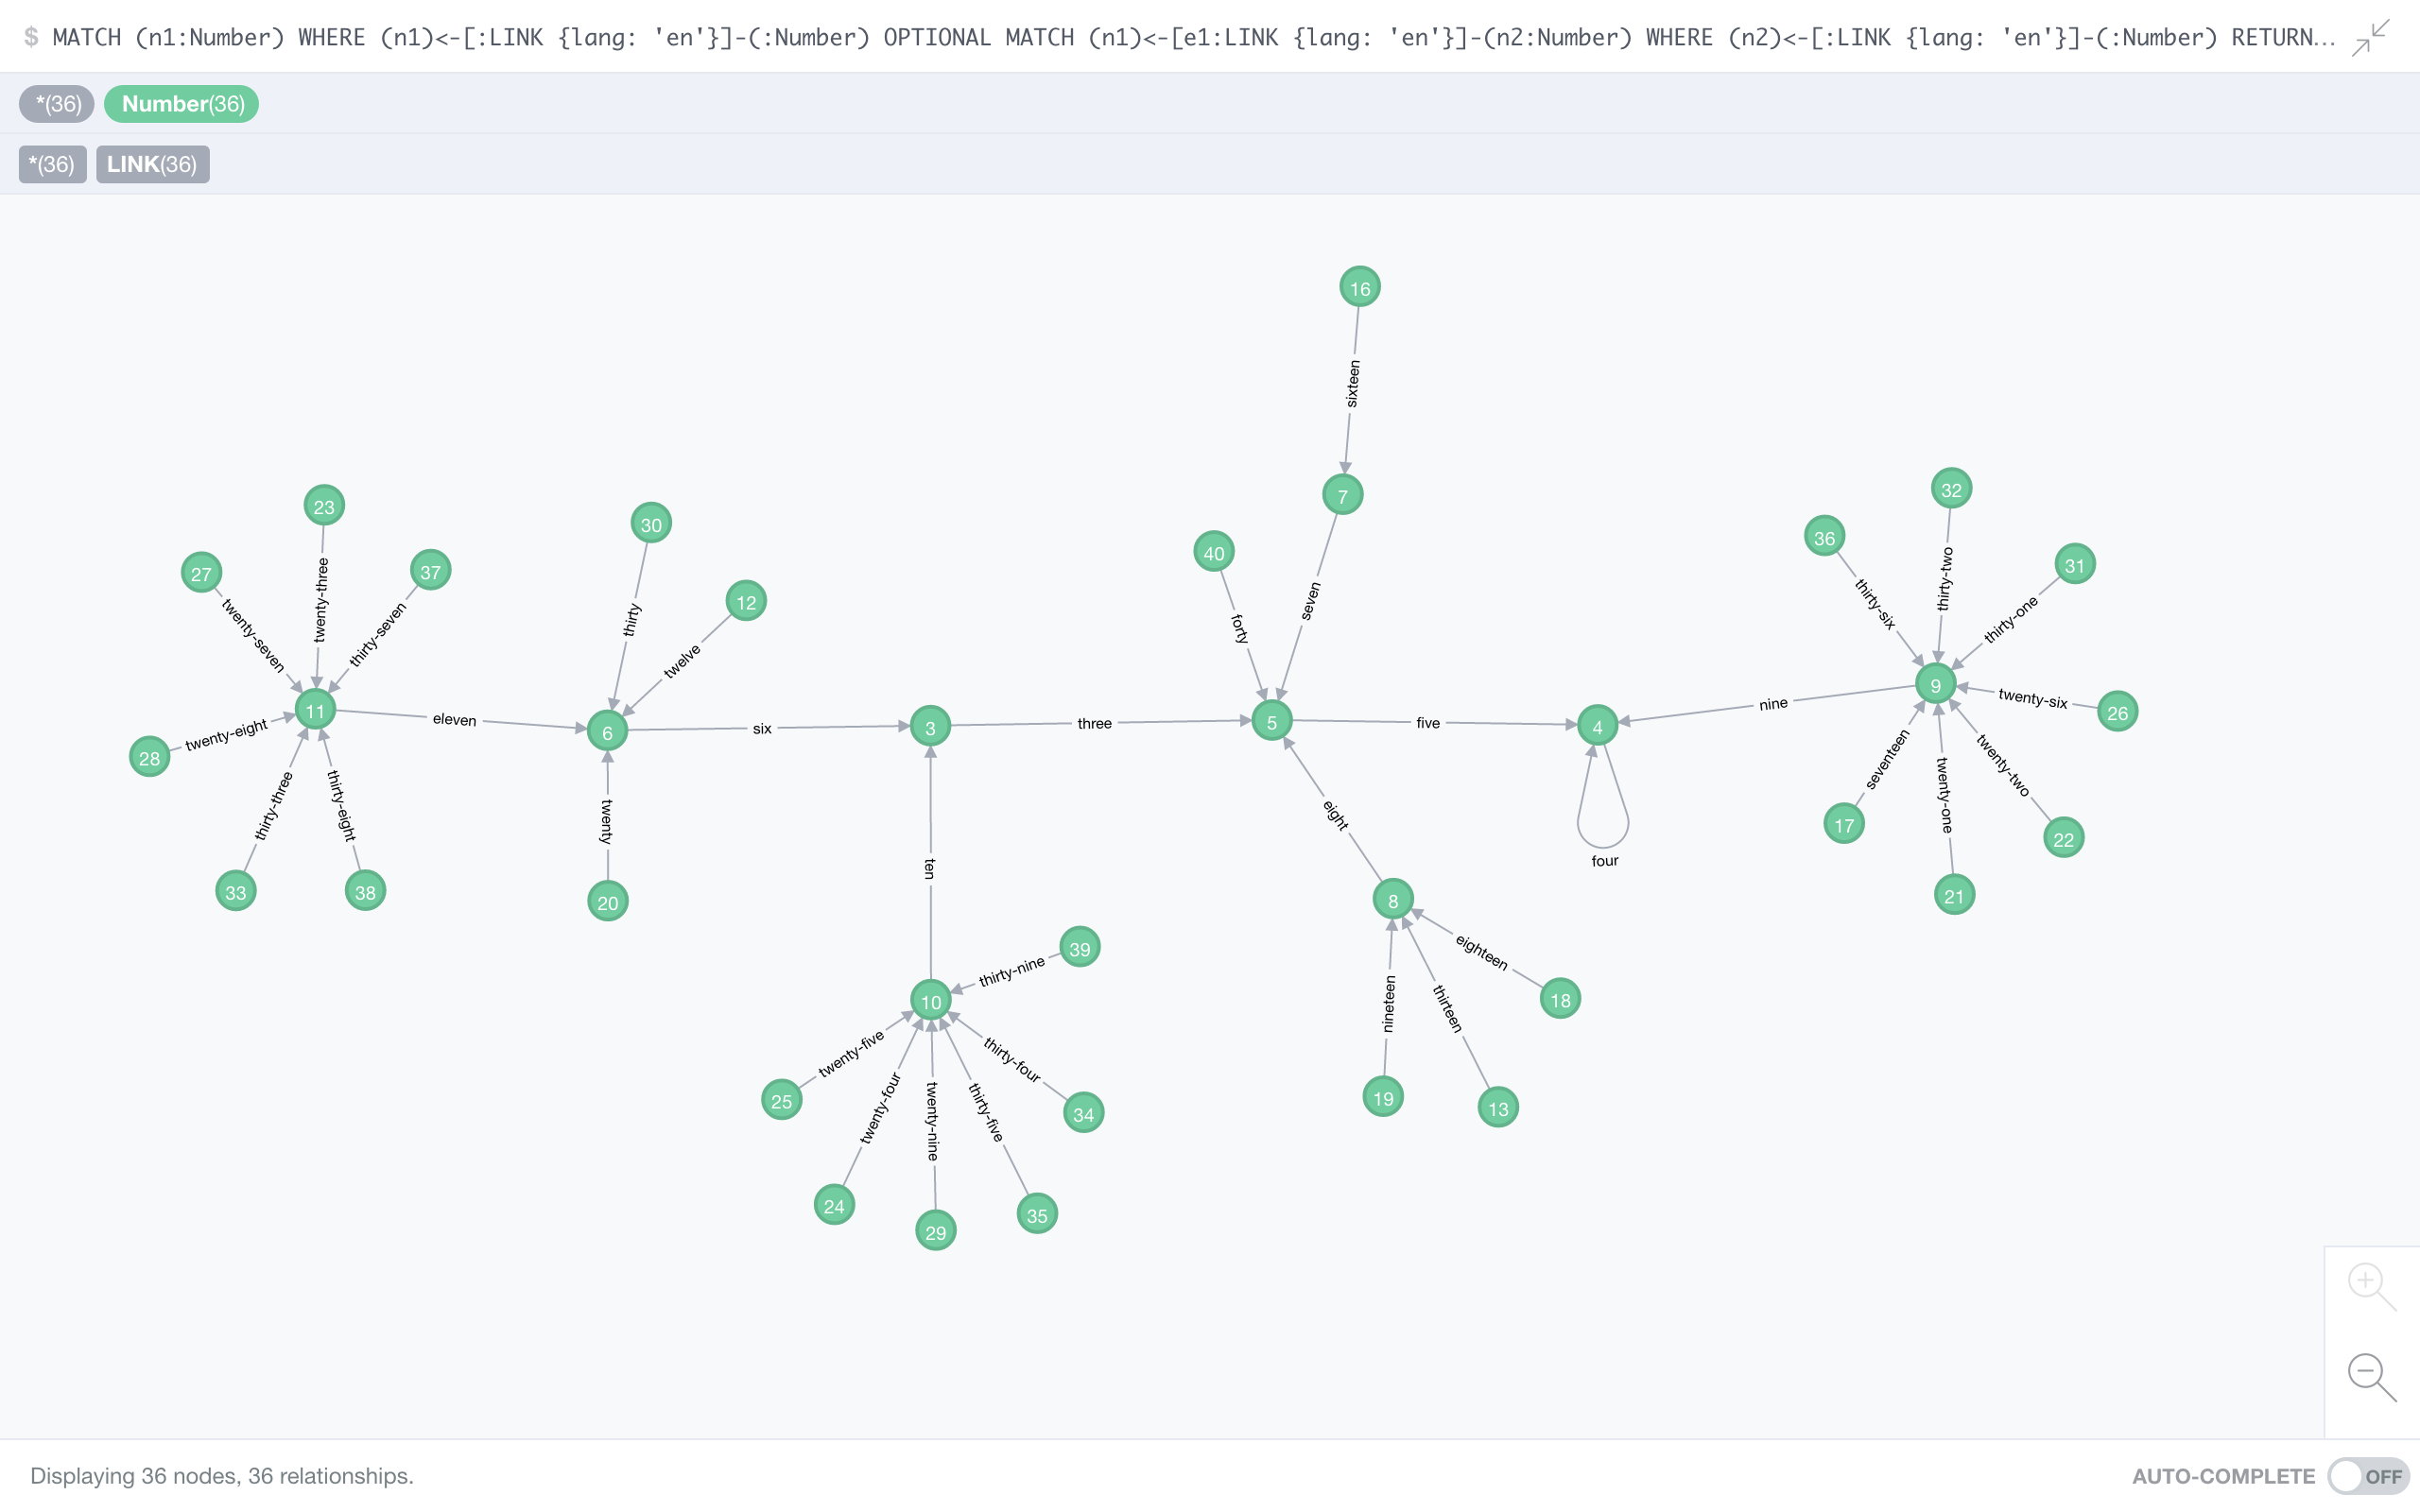 $ MATCH (n1:Number) WHERE (n1)<-[:LINK {lang: 'en'}]-(:Number) OPTIONAL MATCH (n1)<-[e1:LINK {lang: 'en'}]-(n2:Number) WHERE (n2)<-[:LINK {lang: 'en'}]-(:Number) RETURN…
*(36) Number(36)
*(36) LINK(36)
16
sixteen
7
seven
40
forty
23
twenty-three
27
twenty-seven
37
thirty-seven
30
thirty
12
twelve
32
thirty-two
36
thirty-six
31
thirty-one
11
eleven
6
six
3
three
5
five
4
nine
9
twenty-six
26
28
twenty-eight
thirty-three
33
thirty-eight
38
twenty
20
ten
eight
four
seventeen
17
twenty-one
21
twenty-two
22
8
eighteen
18
nineteen
19
thirteen
13
39
thirty-nine
10
twenty-five
25
twenty-four
24
twenty-nine
29
thirty-five
35
thirty-four
34
Displaying 36 nodes, 36 relationships.
AUTO-COMPLETE OFF